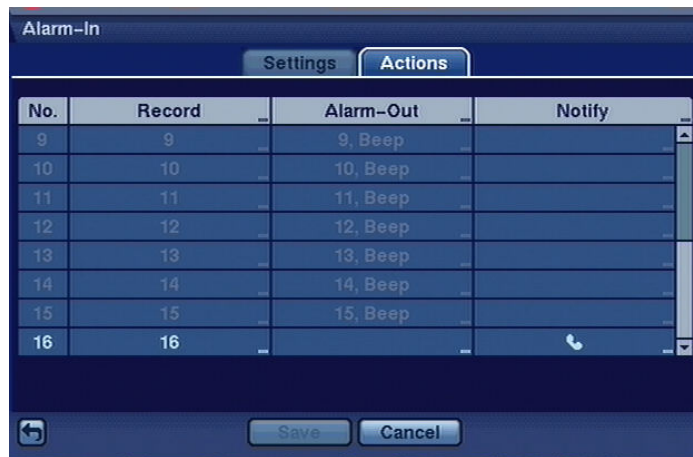 Alarm-In
Settings Actions
No. Record Alarm-Out Notify
9 9 9, Beep
10 10 10, Beep
11 11 11, Beep
12 12 12, Beep
13 13 13, Beep
14 14 14, Beep
15 15 15, Beep
16 16
Save Cancel